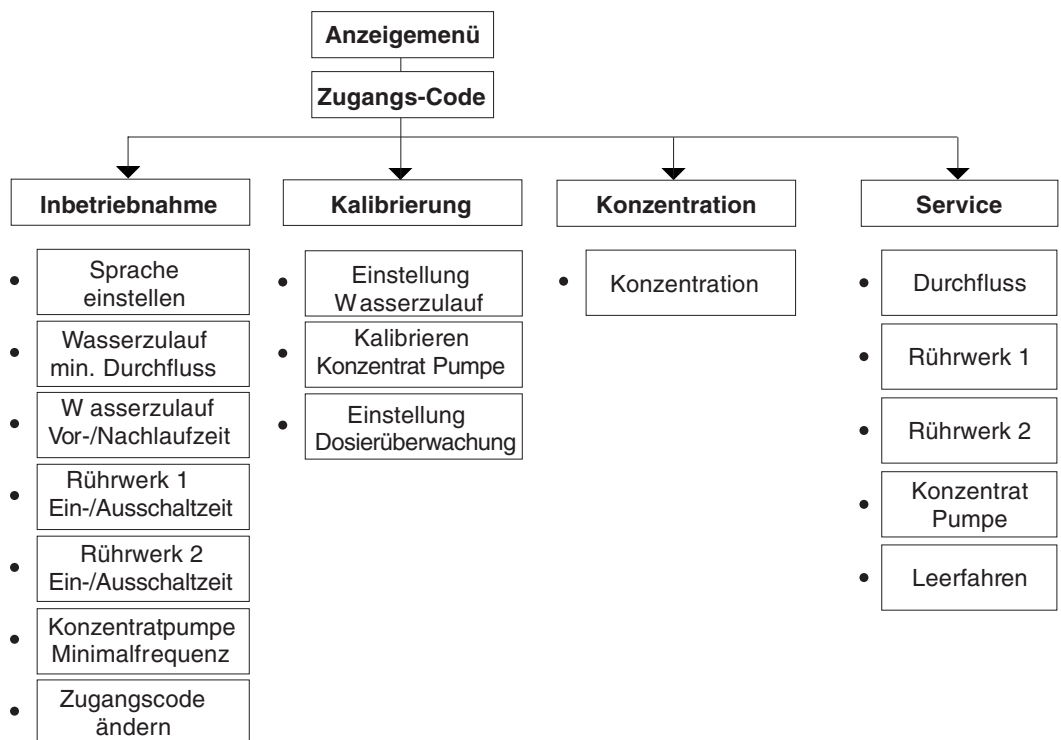 Anzeigemenü
Zugangs-Code
Inbetriebnahme
Sprache
einstellen
Wasserzulauf
min. Durchfluss
W asserzulauf
Vor-/Nachlaufzeit
Rührwerk 1
Ein-/Ausschaltzeit
Rührwerk 2
Ein-/Ausschaltzeit
Konzentratpumpe
Minimalfrequenz
Zugangscode
ändern
Kalibrierung
Einstellung
W asserzulauf
Kalibrieren
Konzentrat Pumpe
Einstellung
Dosierüberwachung
Konzentration
Konzentration
Service
Durchfluss
Rührwerk 1
Rührwerk 2
Konzentrat
Pumpe
Leerfahren